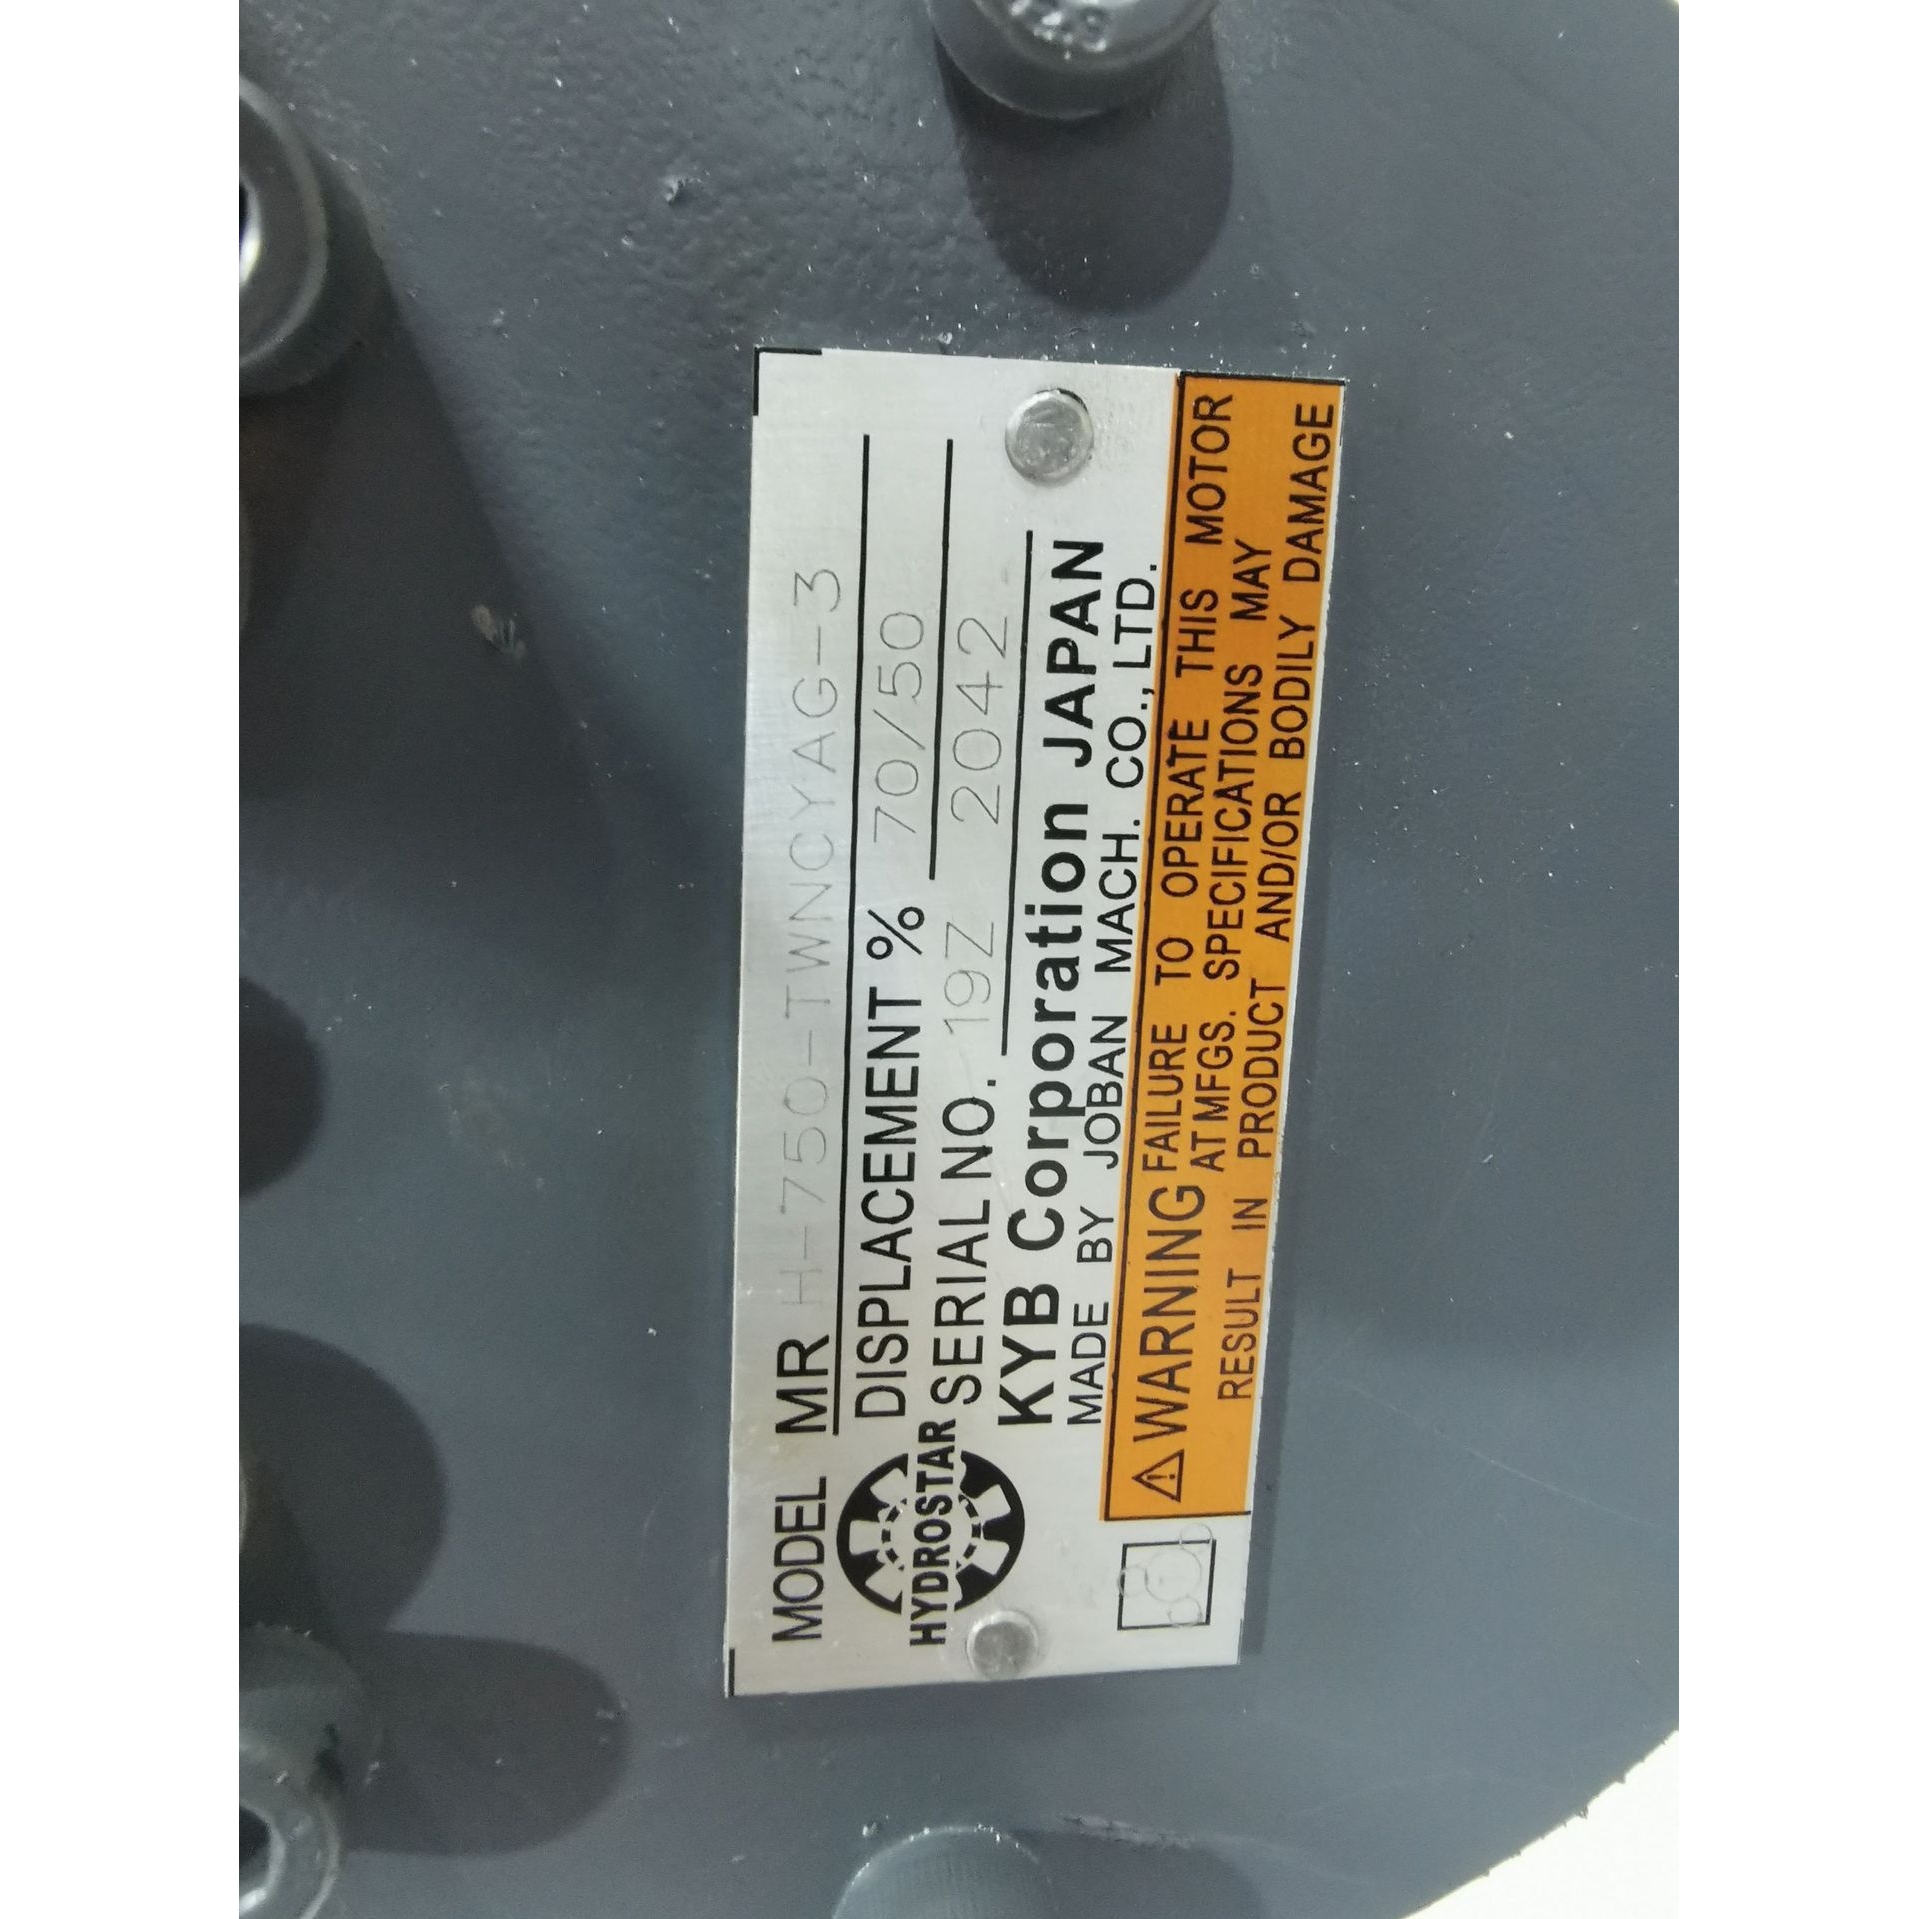 MODEL MR H-750-TWNCYAG-3
DISPLACEMENT % 70/50
HYDROSTAR
SERIAL NO. 19Z 2042
KYB Corporation JAPAN
MADE BY JOBAN MACH. CO.,LTD.
⚠WARNING FAILURE TO OPERATE THIS MOTOR
AT MFGS. SPECIFICATIONS MAY
RESULT IN PRODUCT AND/OR BODILY DAMAGE